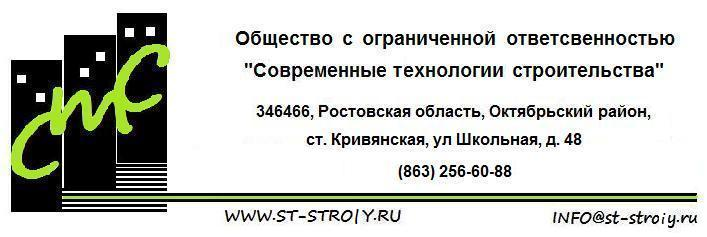 Общество с ограниченной ответсвенностью
"Современные технологии строительства"
346466, Ростовская область, Октябрьский район,
ст. Кривянская, ул Школьная, д. 48
(863) 256-60-88
стс
WWW.ST-STROIY.RU
INFO@st-stroiy.ru